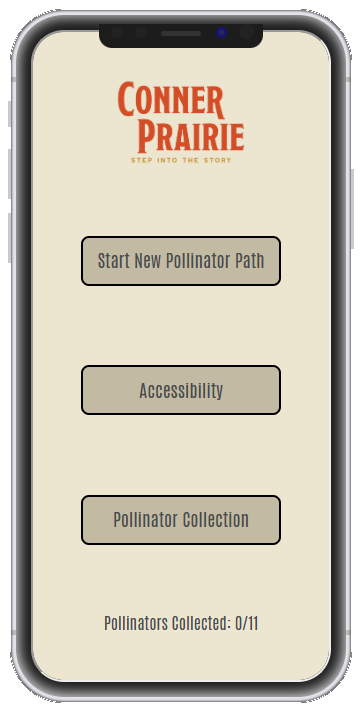 CONNER
PRAIRIE
STEP INTO THE STORY
Start New Pollinator Path
Accessibility
Pollinator Collection
Pollinators Collected: 0/11